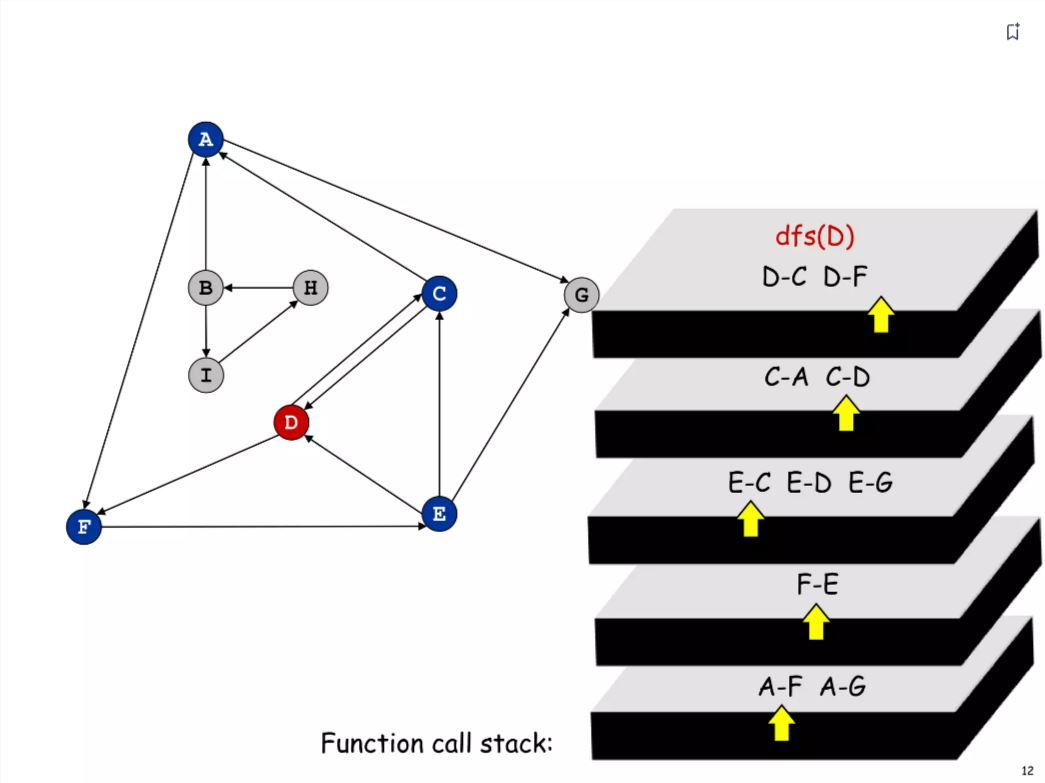 A
B
H
C
G
I
D
F
E
dfs(D)
D-C D-F
C-A C-D
E-C E-D E-G
F-E
A-F A-G
Function call stack:
12